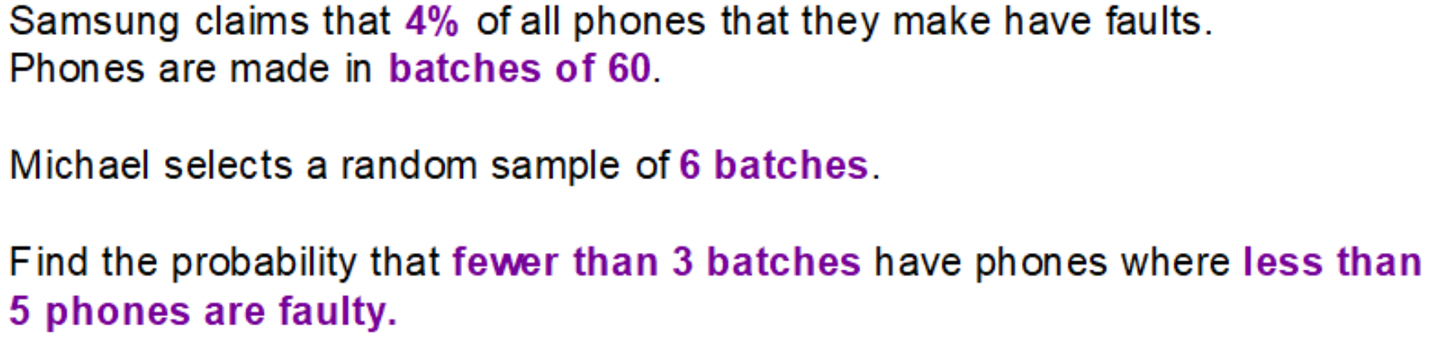 Samsung claims that 4% of all phones that they make have faults.
Phones are made in batches of 60.
Michael selects a random sample of 6 batches.
Find the probability that fewer than 3 batches have phones where less than
5 phones are faulty.